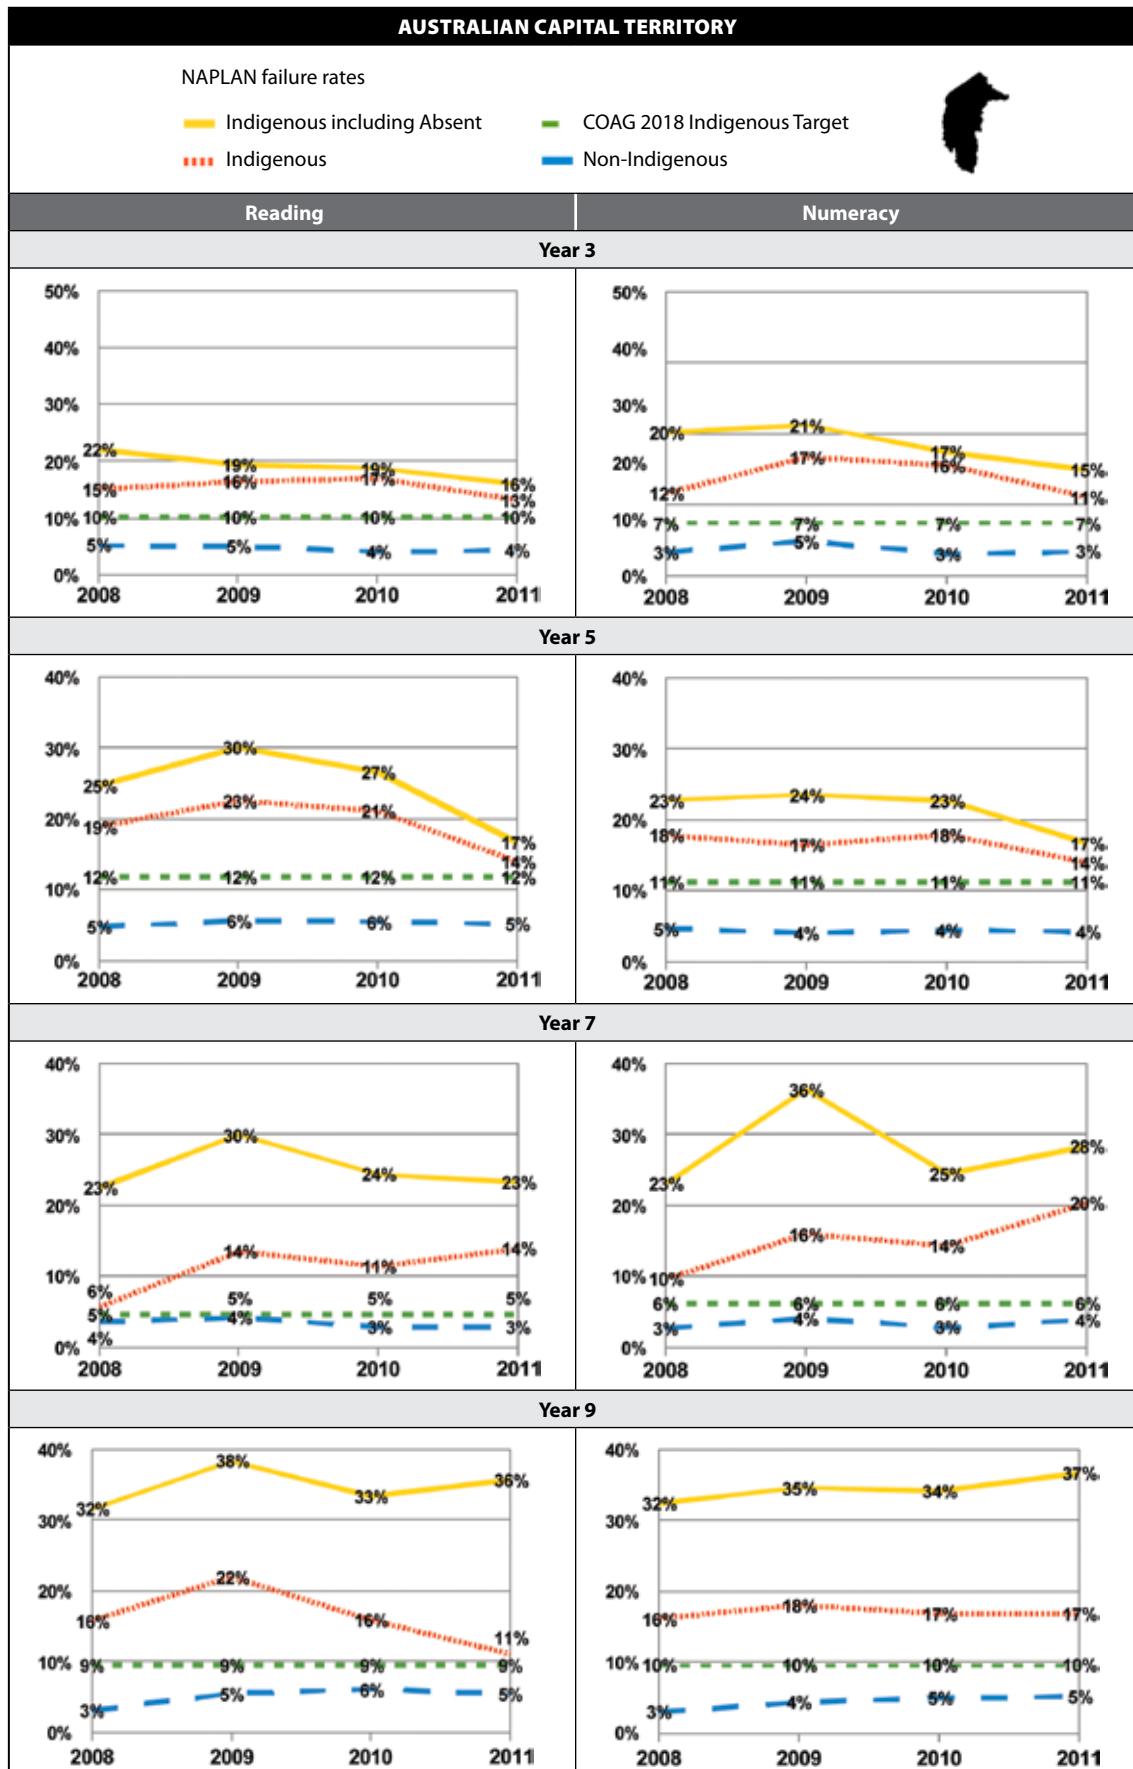 AUSTRALIAN CAPITAL TERRITORY
NAPLAN failure rates
Indigenous including Absent
COAG 2018 Indigenous Target
Indigenous
Non-Indigenous
Reading
Numeracy
Year 3
50%
40%
30%
20%
10%
0%
22% 19% 19% 16%
15% 16% 17% 13%
10% 10% 10% 10%
5% 5% 4% 4%
2008 2009 2010 2011
50%
40%
30%
20%
10%
0%
20% 21% 17% 15%
12% 17% 16% 11%
7% 7% 7% 7%
3% 5% 3% 3%
2008 2009 2010 2011
Year 5
40%
30%
20%
10%
0%
25% 30% 27% 17%
19% 23% 21% 14%
12% 12% 12% 12%
5% 6% 6% 5%
2008 2009 2010 2011
40%
30%
20%
10%
0%
23% 24% 23% 17%
18% 17% 18% 14%
11% 11% 11% 11%
5% 4% 4% 4%
2008 2009 2010 2011
Year 7
40%
30%
20%
10%
0%
23% 30% 24% 23%
6% 14% 11% 14%
5% 5% 5% 5%
4% 4% 3% 3%
2008 2009 2010 2011
40%
30%
20%
10%
0%
23% 36% 25% 28%
10% 16% 14% 20%
6% 6% 6% 6%
3% 4% 3% 4%
2008 2009 2010 2011
Year 9
40%
30%
20%
10%
0%
32% 38% 33% 36%
16% 22% 16% 11%
9% 9% 9% 9%
3% 5% 6% 5%
2008 2009 2010 2011
40%
30%
20%
10%
0%
32% 35% 34% 37%
16% 18% 17% 17%
10% 10% 10% 10%
3% 4% 5% 5%
2008 2009 2010 2011